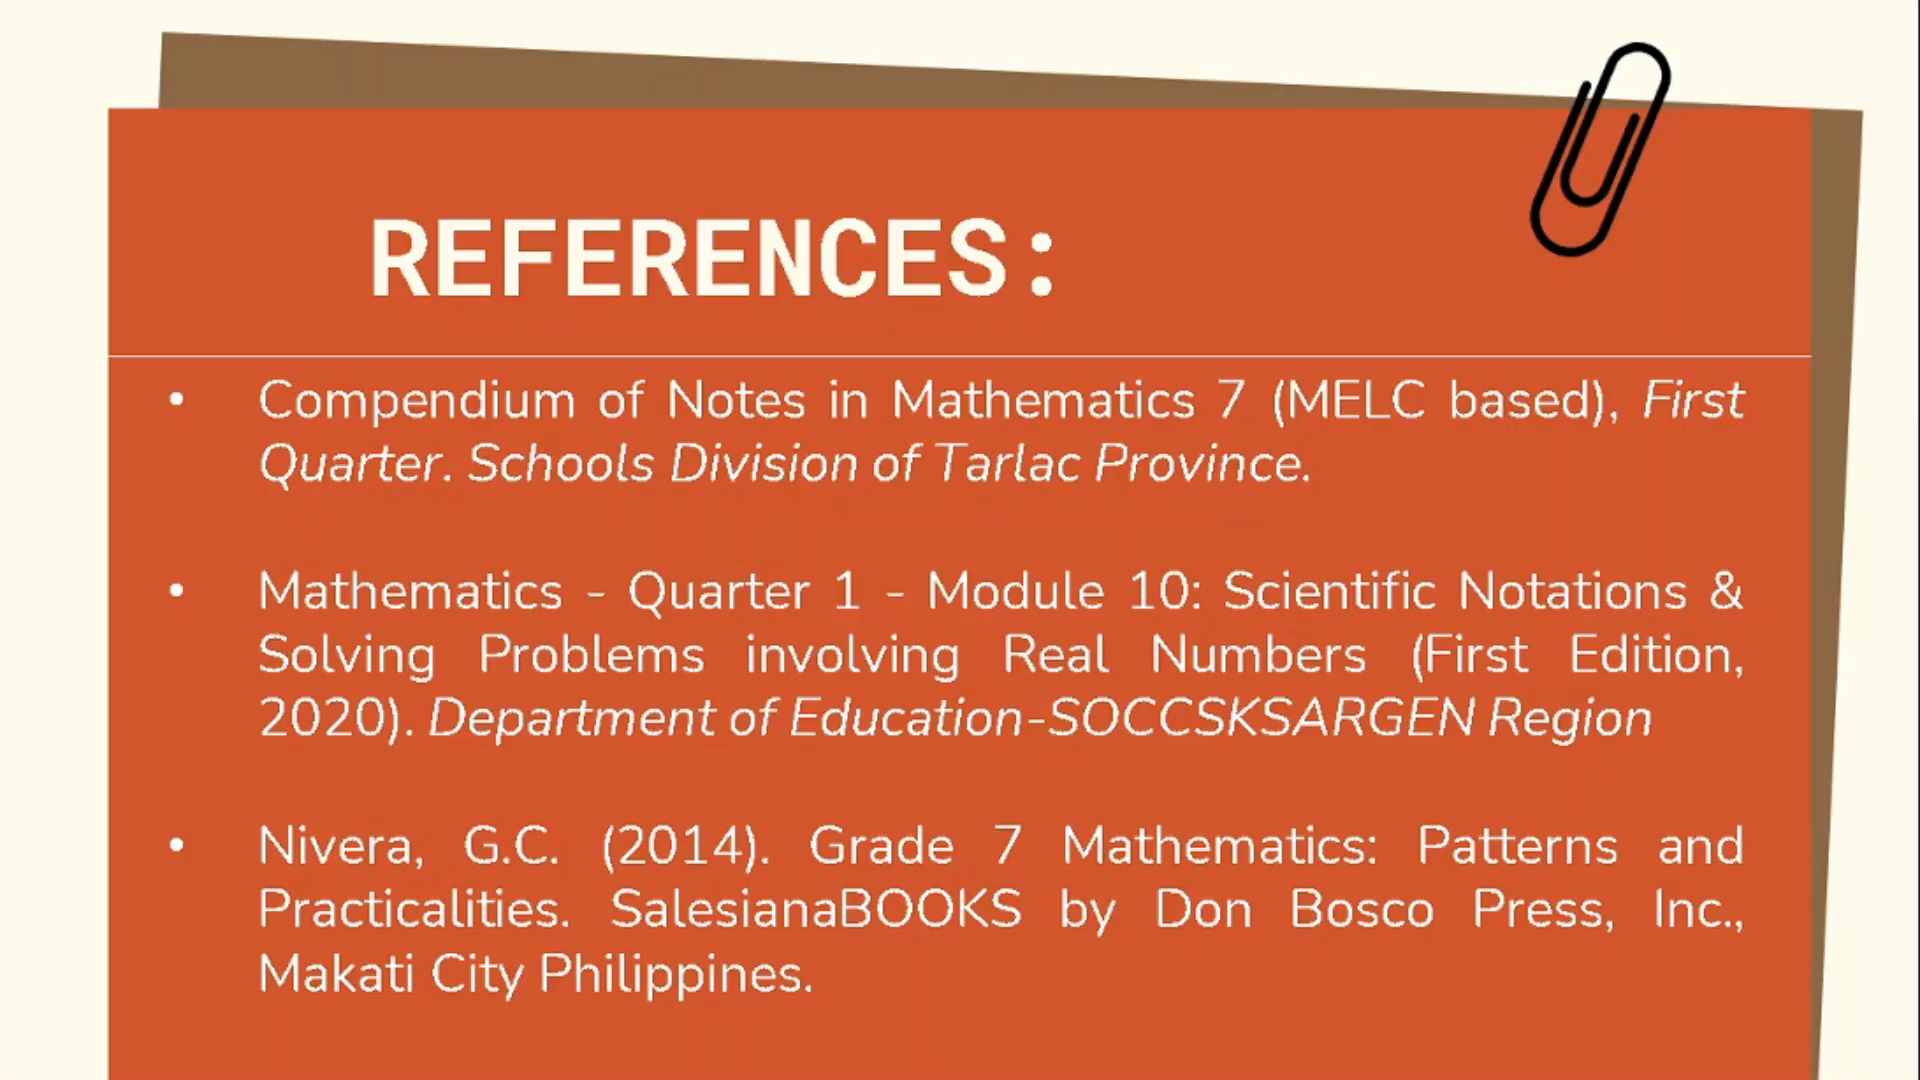 REFERENCES:
• Compendium of Notes in Mathematics 7 (MELC based), First
Quarter. Schools Division of Tarlac Province.
• Mathematics - Quarter 1 - Module 10: Scientific Notations &
Solving Problems involving Real Numbers (First Edition,
2020). Department of Education-SOCCSKSARGEN Region
• Nivera, G.C. (2014). Grade 7 Mathematics: Patterns and
Practicalities. SalesianaBOOKS by Don Bosco Press, Inc.,
Makati City Philippines.